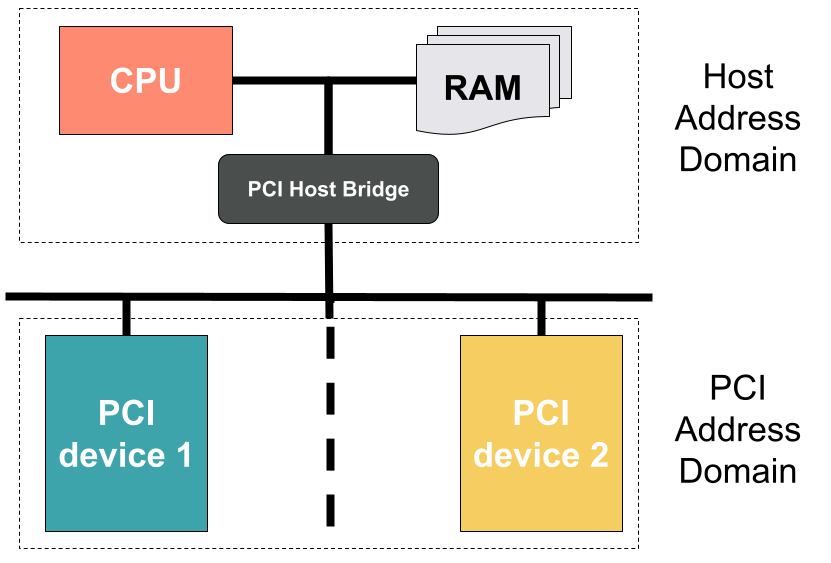 CPU
RAM
Host
Address
Domain
PCI Host Bridge
PCI
device 1
PCI
device 2
PCI
Address
Domain